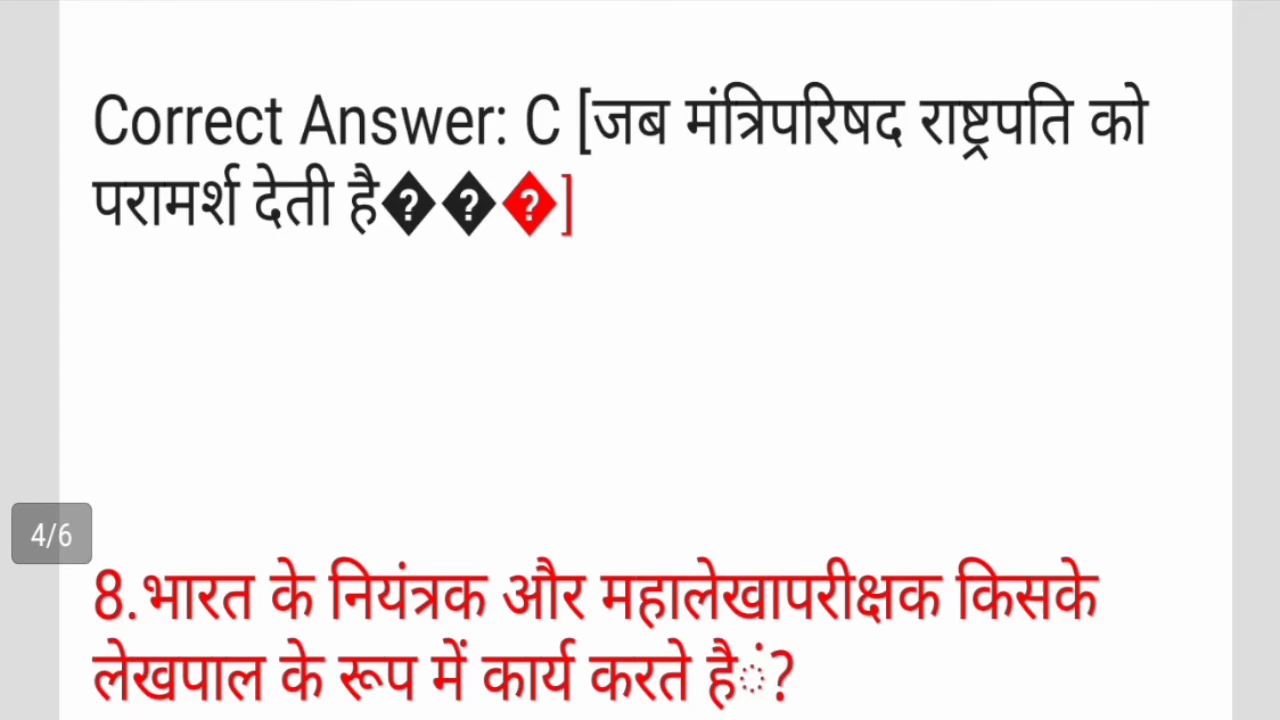 Correct Answer: C [जब मंत्रिपरिषद राष्ट्रपति को
परामर्श देती है���]
4/6
8.भारत के नियंत्रक और महालेखापरीक्षक किसके
लेखपाल के रूप में कार्य करते हैं?